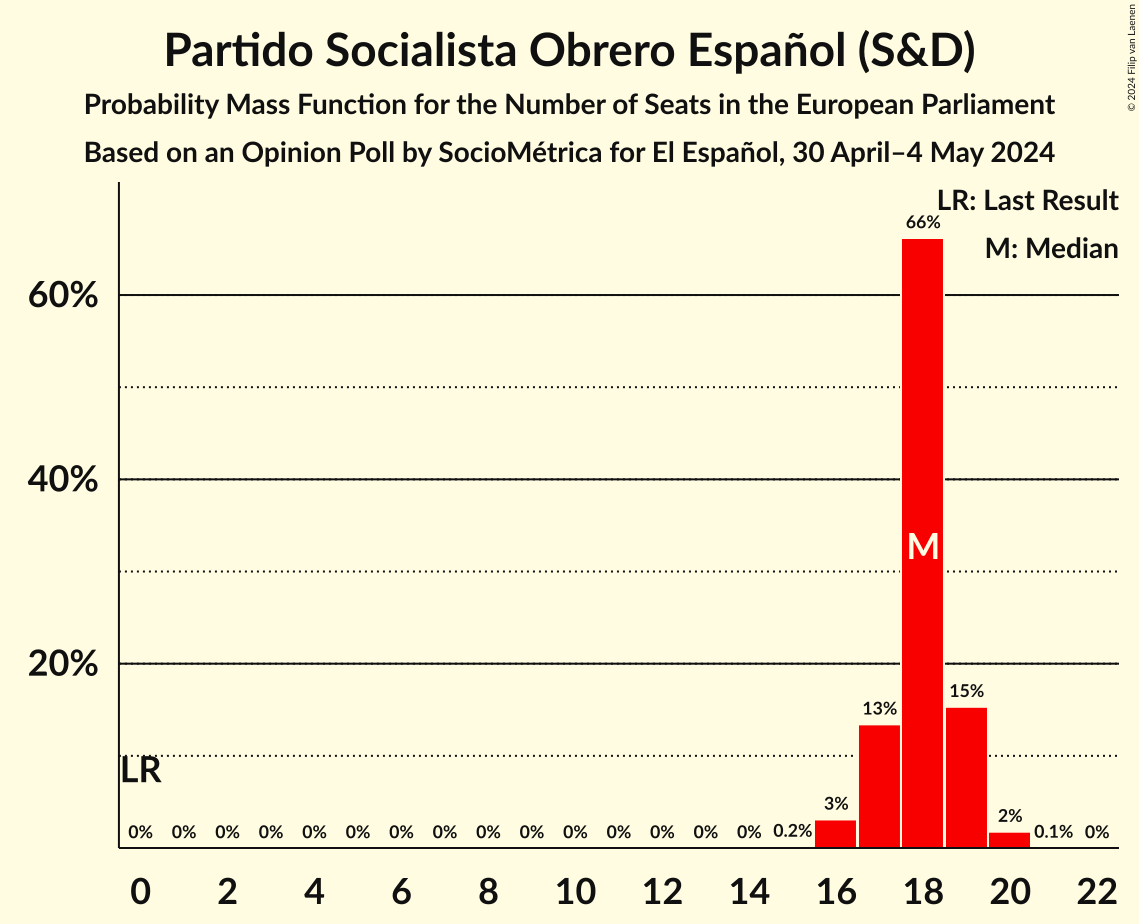 Partido Socialista Obrero Español (S&D)
Probability Mass Function for the Number of Seats in the European Parliament
Based on an Opinion Poll by SocioMétrica for El Español, 30 April–4 May 2024
© 2024 Filip van Laenen
LR: Last Result
M: Median
60%
40%
20%
66%
M
15%
13%
LR
3%
2%
0% 0% 0% 0% 0% 0% 0% 0% 0% 0% 0% 0% 0% 0% 0% 0.2% 0.1% 0%
0 2 4 6 8 10 12 14 16 18 20 22